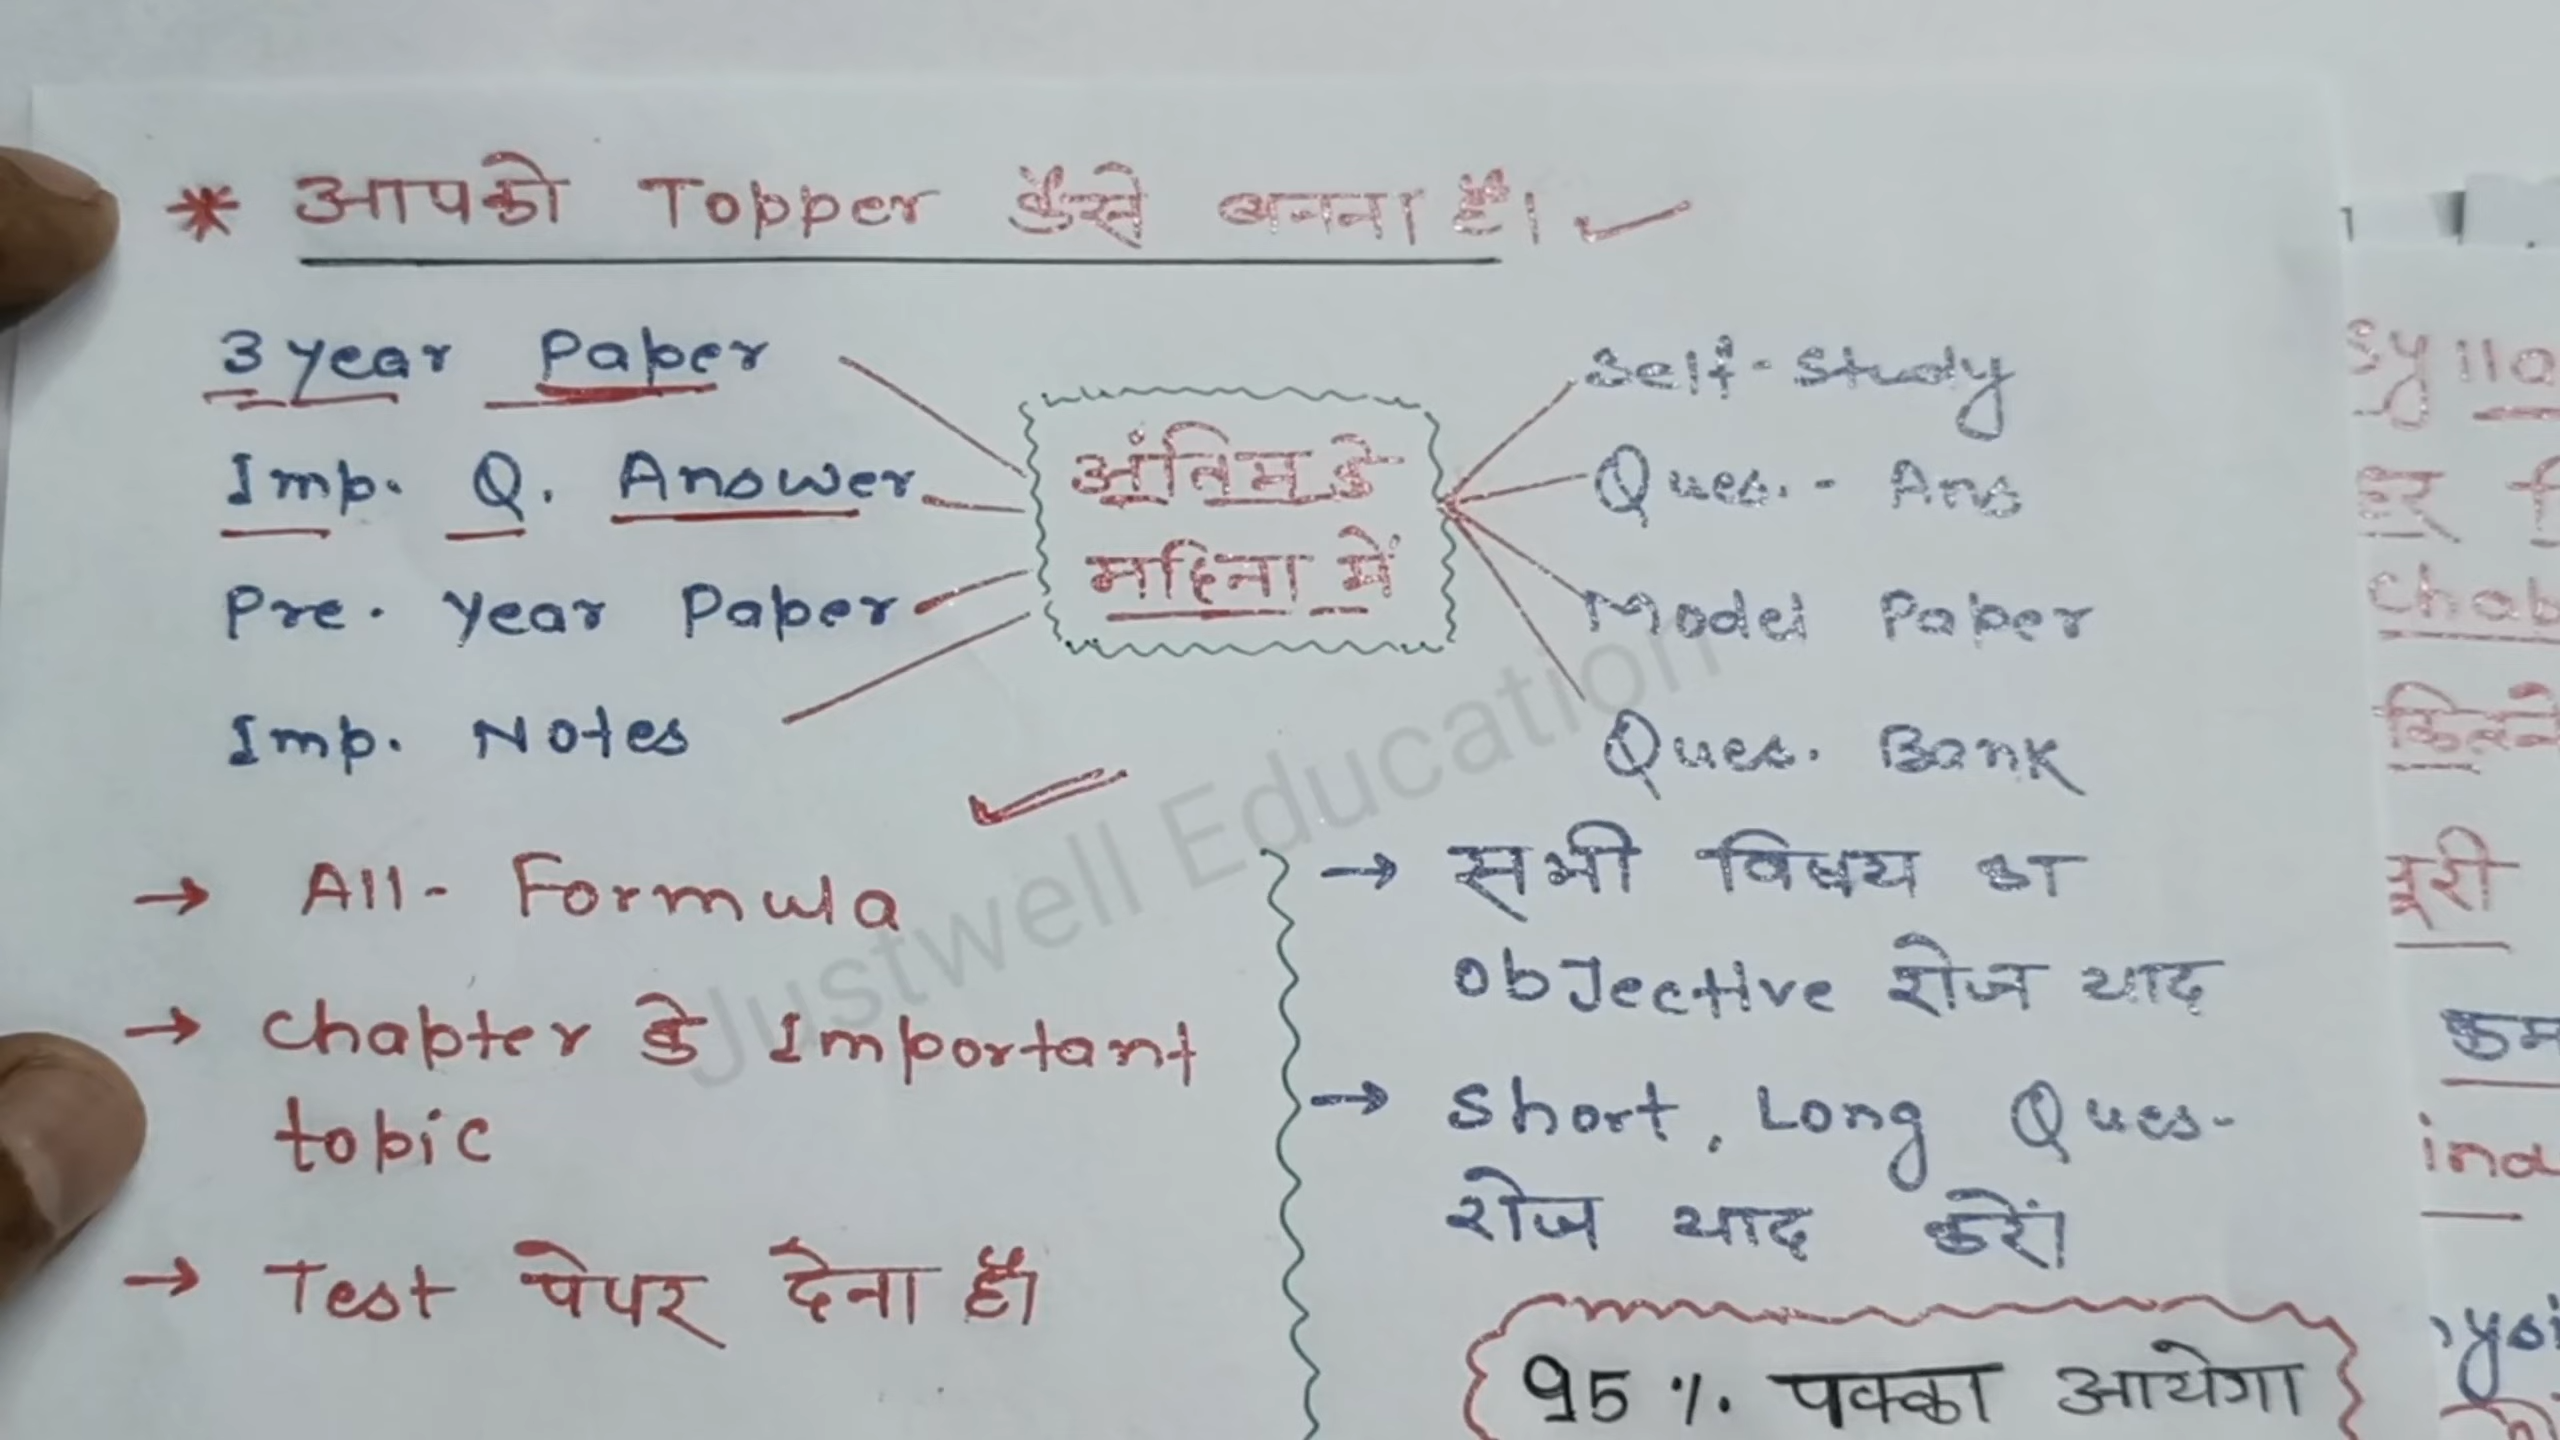 * आपको Topper कैसे बनना है।
3 year Paper
Imp. Q. Answer
Pre. year Paper
Imp. Notes
अंतिम के
महिना में
Self-Study
Ques.- Ans
Model Paper
Ques. Bank
→ All- Formula
→ Chapter के Important
topic
→ Test पेपर देना है।
→ सभी विषय का
Objective रोज याद
→ Short, Long Ques-
रोज याद करें।
95 % पक्का आयेगा
Justwell Education